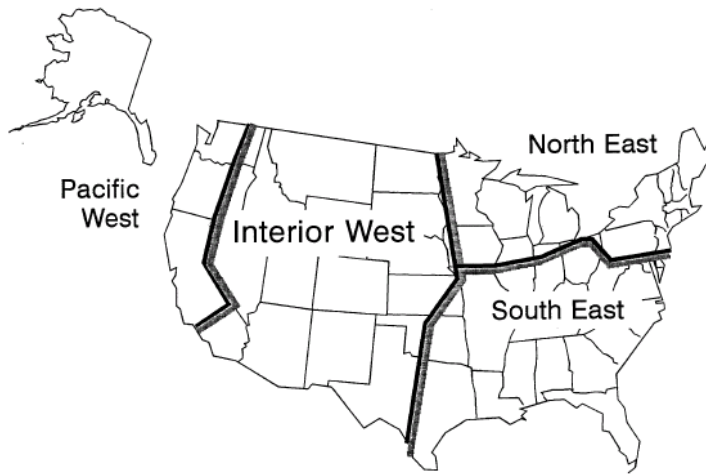 North East
Pacific
West
Interior West
South East